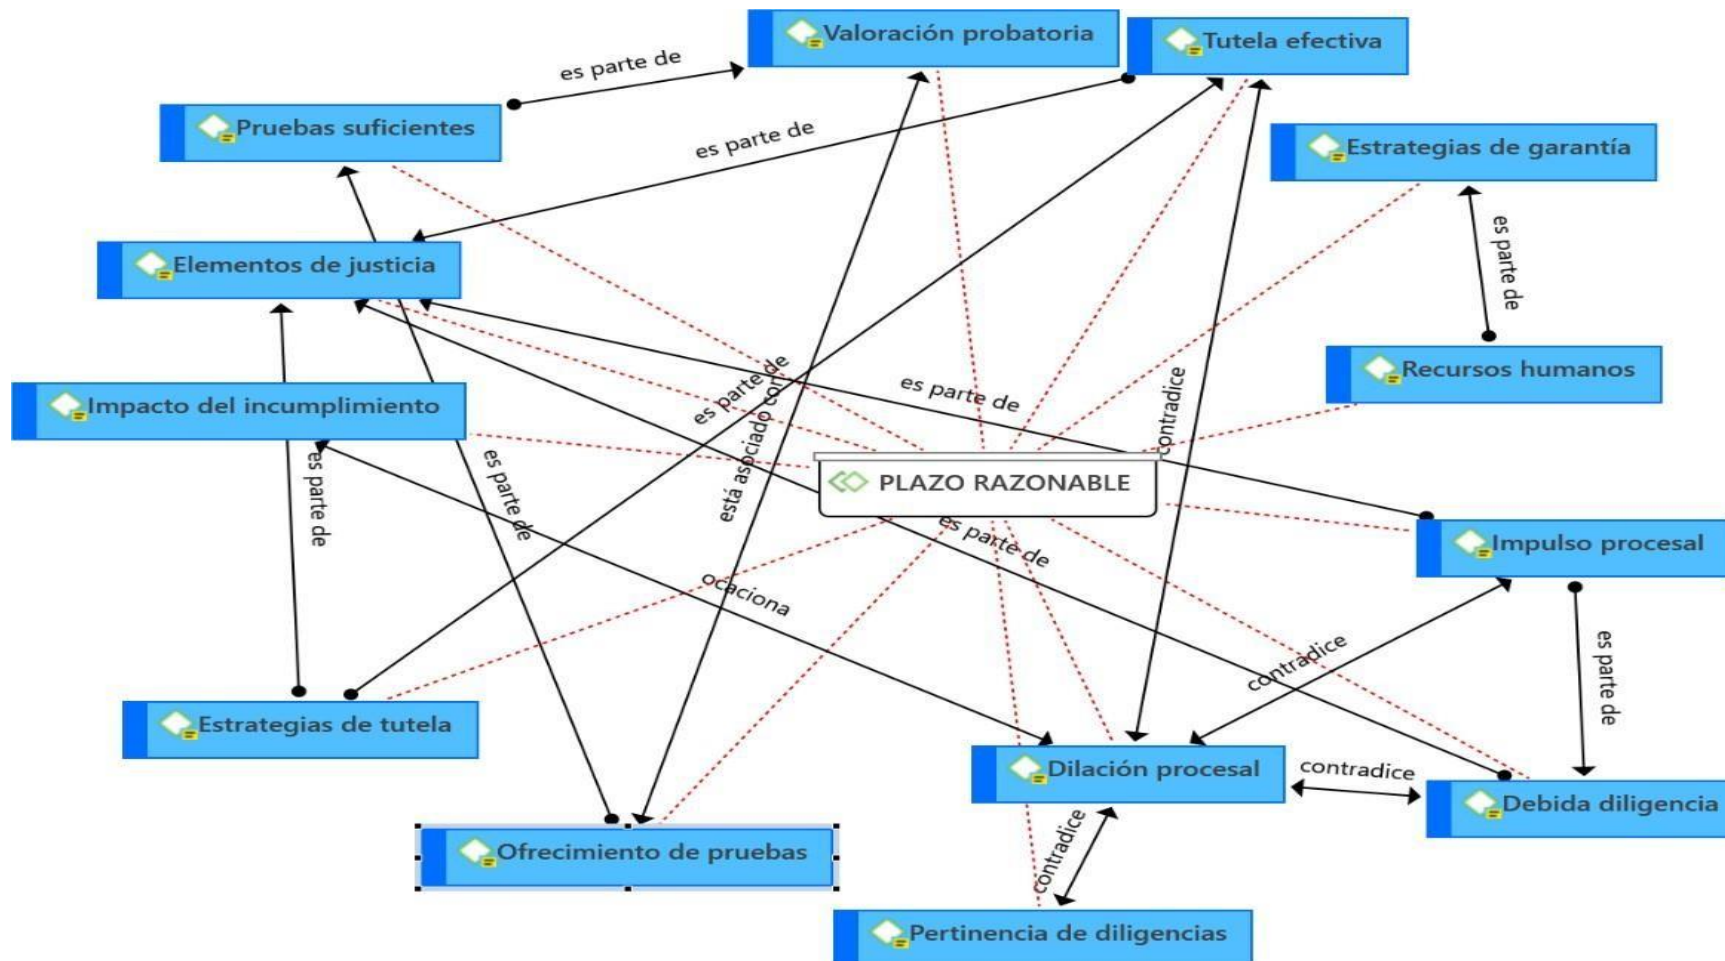 Valoración probatoria
Tutela efectiva
es parte de
Pruebas suficientes
es parte de
Estrategias de garantía
es parte de
Elementos de justicia
Recursos humanos
es parte de
es parte de
contradice
Impacto del incumplimiento
está asociado con
es parte de
es parte de
PLAZO RAZONABLE
es parte de
Impulso procesal
ocaciona
contradice
es parte de
Estrategias de tutela
Dilación procesal
contradice
Debida diligencia
Ofrecimiento de pruebas
contradice
Pertinencia de diligencias